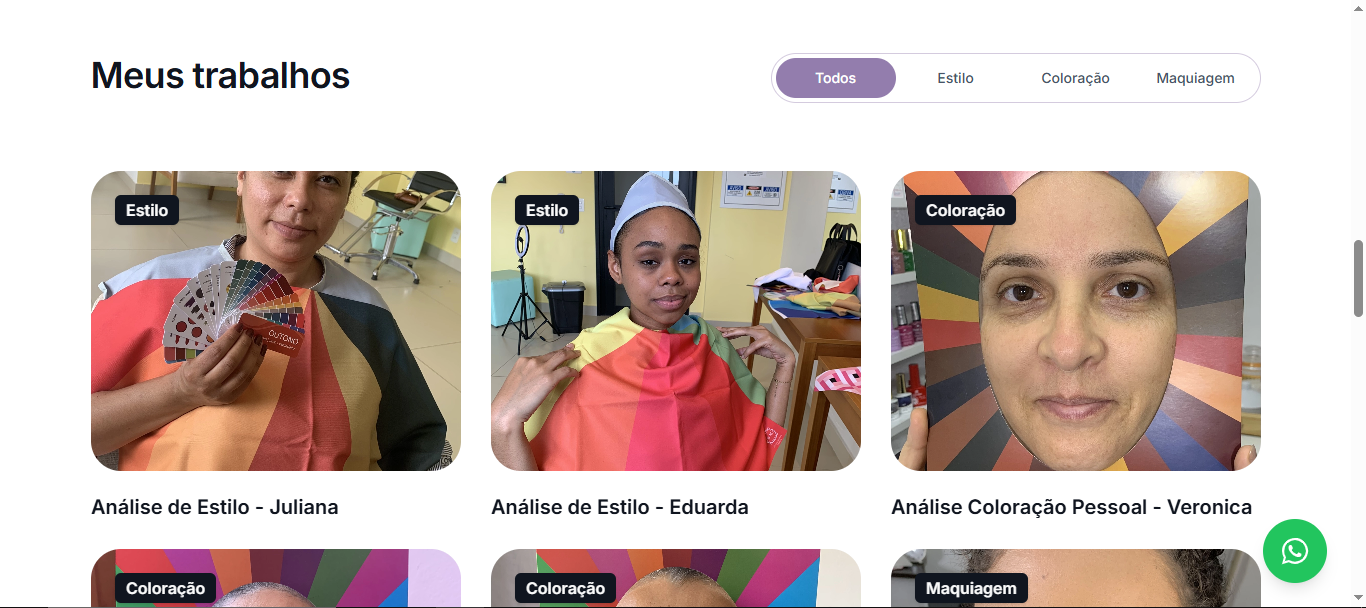 Meus trabalhos
Todos
Estilo
Coloração
Maquiagem
Estilo
Estilo
Coloração
OUTONO
Análise de Estilo - Juliana
Análise de Estilo - Eduarda
Análise Coloração Pessoal - Veronica
Coloração
Coloração
Maquiagem